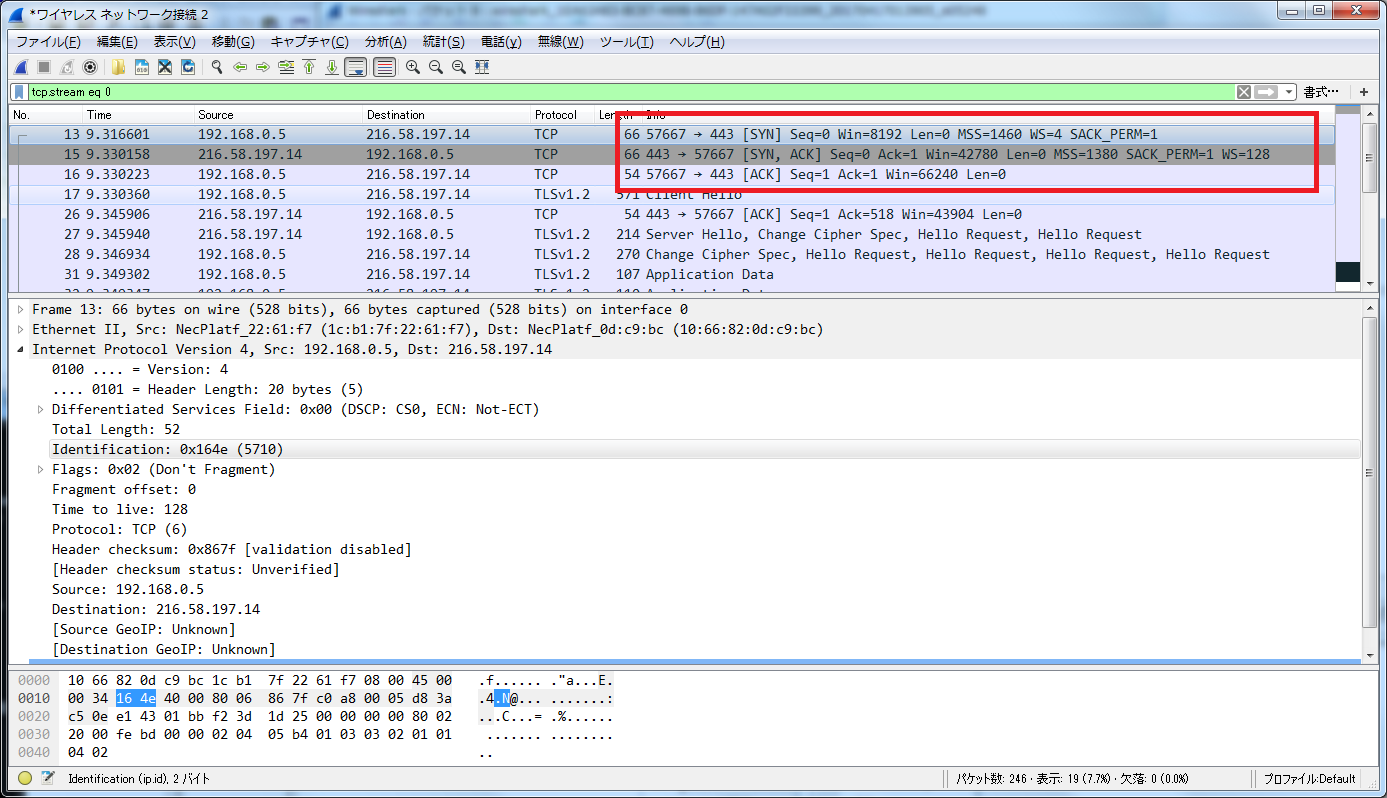 *ワイヤレス ネットワーク接続 2
ファイル(F) 編集(E) 表示(V) 移動(G) キャプチャ(C) 分析(A) 統計(S) 電話(y) 無線(W) ツール(T) ヘルプ(H)
tcp.stream eq 0 書式… +
No. Time Source Destination Protocol Length Info
13 9.316601 192.168.0.5 216.58.197.14 TCP 66 57667 → 443 [SYN] Seq=0 Win=8192 Len=0 MSS=1460 WS=4 SACK_PERM=1
15 9.330158 216.58.197.14 192.168.0.5 TCP 66 443 → 57667 [SYN, ACK] Seq=0 Ack=1 Win=42780 Len=0 MSS=1380 SACK_PERM=1 WS=128
16 9.330223 192.168.0.5 216.58.197.14 TCP 54 57667 → 443 [ACK] Seq=1 Ack=1 Win=66240 Len=0
17 9.330360 192.168.0.5 216.58.197.14 TLSv1.2 571 Client Hello
26 9.345906 216.58.197.14 192.168.0.5 TCP 54 443 → 57667 [ACK] Seq=1 Ack=518 Win=43904 Len=0
27 9.345940 216.58.197.14 192.168.0.5 TLSv1.2 214 Server Hello, Change Cipher Spec, Hello Request, Hello Request
28 9.346934 192.168.0.5 216.58.197.14 TLSv1.2 270 Change Cipher Spec, Hello Request, Hello Request, Hello Request, Hello Request
31 9.349302 192.168.0.5 216.58.197.14 TLSv1.2 107 Application Data
Frame 13: 66 bytes on wire (528 bits), 66 bytes captured (528 bits) on interface 0
Ethernet II, Src: NecPlatf_22:61:f7 (1c:b1:7f:22:61:f7), Dst: NecPlatf_0d:c9:bc (10:66:82:0d:c9:bc)
Internet Protocol Version 4, Src: 192.168.0.5, Dst: 216.58.197.14
0100 .... = Version: 4
.... 0101 = Header Length: 20 bytes (5)
Differentiated Services Field: 0x00 (DSCP: CS0, ECN: Not-ECT)
Total Length: 52
Identification: 0x164e (5710)
Flags: 0x02 (Don't Fragment)
Fragment offset: 0
Time to live: 128
Protocol: TCP (6)
Header checksum: 0x867f [validation disabled]
[Header checksum status: Unverified]
Source: 192.168.0.5
Destination: 216.58.197.14
[Source GeoIP: Unknown]
[Destination GeoIP: Unknown]
0000 10 66 82 0d c9 bc 1c b1 7f 22 61 f7 08 00 45 00 .f...... ."a...E.
0010 00 34 16 4e 40 00 80 06 86 7f c0 a8 00 05 d8 3a .4.N@... .......:
0020 c5 0e e1 43 01 bb f2 3d 1d 25 00 00 00 00 80 02 ...C...= .%......
0030 20 00 fe bd 00 00 02 04 05 b4 01 03 03 02 01 01 ....... ........
0040 04 02 ..
Identification (ip.id), 2 バイト パケット数: 246 · 表示: 19 (7.7%) · 欠落: 0 (0.0%) プロファイル:Default